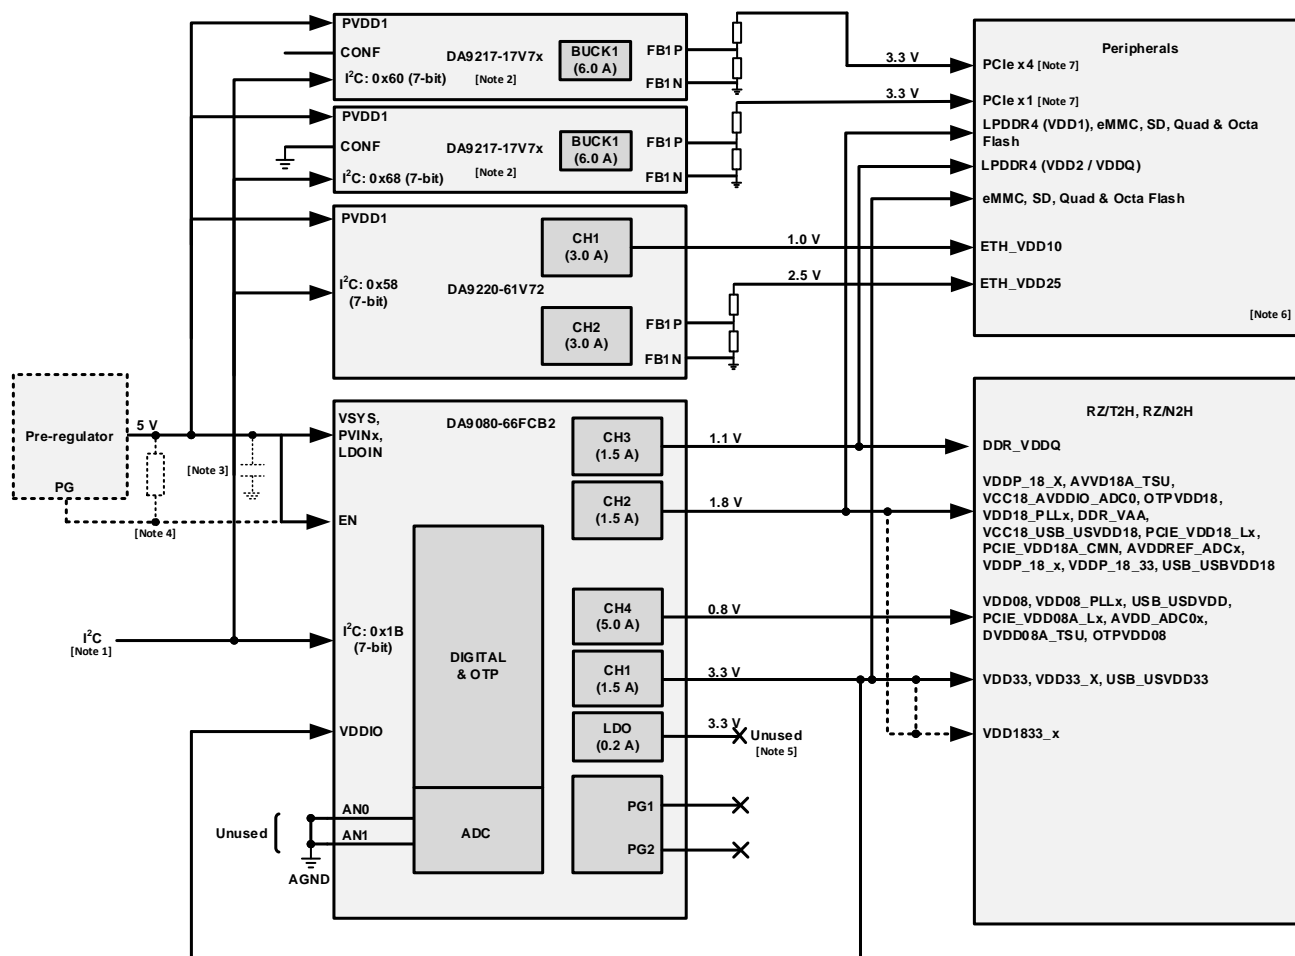 PVDD1
CONF
I²C: 0x60 (7-bit)
DA9217-17V7x
[Note 2]
BUCK1
(6.0 A)
FB1P
FB1N
PVDD1
CONF
I²C: 0x68 (7-bit)
DA9217-17V7x
[Note 2]
BUCK1
(6.0 A)
FB1P
FB1N
PVDD1
I²C: 0x58
(7-bit)
DA9220-61V72
CH1
(3.0 A)
CH2
(3.0 A)
FB1P
FB1N
3.3 V
3.3 V
1.0 V
2.5 V
Peripherals
PCIe x4 [Note 7]
PCIe x1 [Note 7]
LPDDR4 (VDD1), eMMC, SD, Quad & Octa
Flash
LPDDR4 (VDD2 / VDDQ)
eMMC, SD, Quad & Octa Flash
ETH_VDD10
ETH_VDD25
[Note 6]
Pre-regulator
PG
5 V
[Note 3]
[Note 4]
I²C
[Note 1]
VSYS,
PVINx,
LDOIN
EN
I²C: 0x1B
(7-bit)
VDDIO
AN0
AN1
Unused
AGND
DA9080-66FCB2
DIGITAL
& OTP
ADC
CH3
(1.5 A)
CH2
(1.5 A)
CH4
(5.0 A)
CH1
(1.5 A)
LDO
(0.2 A)
PG1
PG2
1.1 V
1.8 V
0.8 V
3.3 V
3.3 V
Unused
[Note 5]
RZ/T2H, RZ/N2H
DDR_VDDQ
VDDP_18_X, AVVD18A_TSU,
VCC18_AVDDIO_ADC0, OTPVDD18,
VDD18_PLLx, DDR_VAA,
VCC18_USB_USVDD18, PCIE_VDD18_Lx,
PCIE_VDD18A_CMN, AVDDREF_ADCx,
VDDP_18_x, VDDP_18_33, USB_USBVDD18
VDD08, VDD08_PLLx, USB_USDVDD,
PCIE_VDD08A_Lx, AVDD_ADC0x,
DVDD08A_TSU, OTPVDD08
VDD33, VDD33_X, USB_USVDD33
VDD1833_x